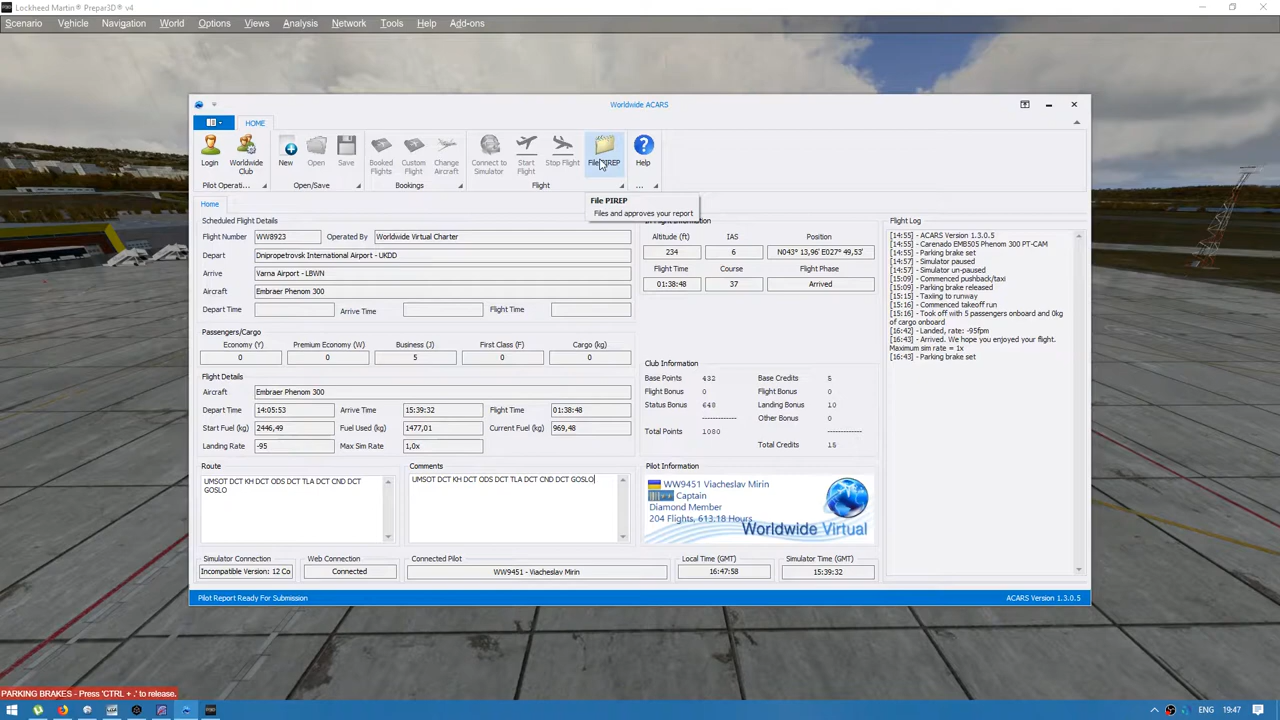 Lockheed Martin® Prepar3D® v4
Scenario Vehicle Navigation World Options Views Analysis Network Tools Help Add-ons
Worldwide ACARS
HOME
Login
Worldwide Club
New
Open
Save
Booked Flights
Custom Flight
Change Aircraft
Connect to Simulator
Start Flight
Stop Flight
File PIREP
Help
Pilot Operati...
Open/Save
Bookings
Flight
...
File PIREP
Files and approves your report
Home
Scheduled Flight Details
Flight Number WW8923 Operated By Worldwide Virtual Charter
Depart Dnipropetrovsk International Airport - UKDD
Arrive Varna Airport - LBWN
Aircraft Embraer Phenom 300
Depart Time Arrive Time Flight Time
Passengers/Cargo
Economy (Y) Premium Economy (W) Business (J) First Class (F) Cargo (kg)
0 0 5 0 0
Flight Details
Aircraft Embraer Phenom 300
Depart Time 14:05:53 Arrive Time 15:39:32 Flight Time 01:38:48
Start Fuel (kg) 2446,49 Fuel Used (kg) 1477,01 Current Fuel (kg) 969,48
Landing Rate -95 Max Sim Rate 1,0x
Route
UMSOT DCT KH DCT ODS DCT TLA DCT CND DCT
GOSLO
Comments
UMSOT DCT KH DCT ODS DCT TLA DCT CND DCT GOSLO
Flight Information
Altitude (ft) IAS Position
234 6 N043° 13,96' E027° 49,53'
Flight Time Course Flight Phase
01:38:48 37 Arrived
Club Information
Base Points 432 Base Credits 5
Flight Bonus 0 Landing Bonus 10
Status Bonus 648 Other Bonus 0
------------ ------------
Total Points 1080 Total Credits 15
Pilot Information
WW9451 Viacheslav Mirin
Captain
Diamond Member
204 Flights, 613.18 Hours
Worldwide Virtual
Flight Log
[14:55] - ACARS Version 1.3.0.5
[14:55] - Carenado EMB505 Phenom 300 PT-CAM
[14:55] - Parking brake set
[14:57] - Simulator paused
[14:57] - Simulator un-paused
[15:09] - Commenced pushback/taxi
[15:09] - Parking brake released
[15:15] - Taxiing to runway
[15:16] - Commenced takeoff run
[15:16] - Took off with 5 passengers onboard and 0kg
of cargo onboard
[16:42] - Landed, rate: -95fpm
[16:43] - Arrived. We hope you enjoyed your flight.
Maximum sim rate = 1x
[16:43] - Parking brake set
Simulator Connection Web Connection Connected Pilot Local Time (GMT) Simulator Time (GMT)
Incompatible Version: 12 Co Connected WW9451 - Viacheslav Mirin 16:47:58 15:39:32
Pilot Report Ready For Submission ACARS Version 1.3.0.5
PARKING BRAKES - Press 'CTRL + .' to release.
ENG 19:47